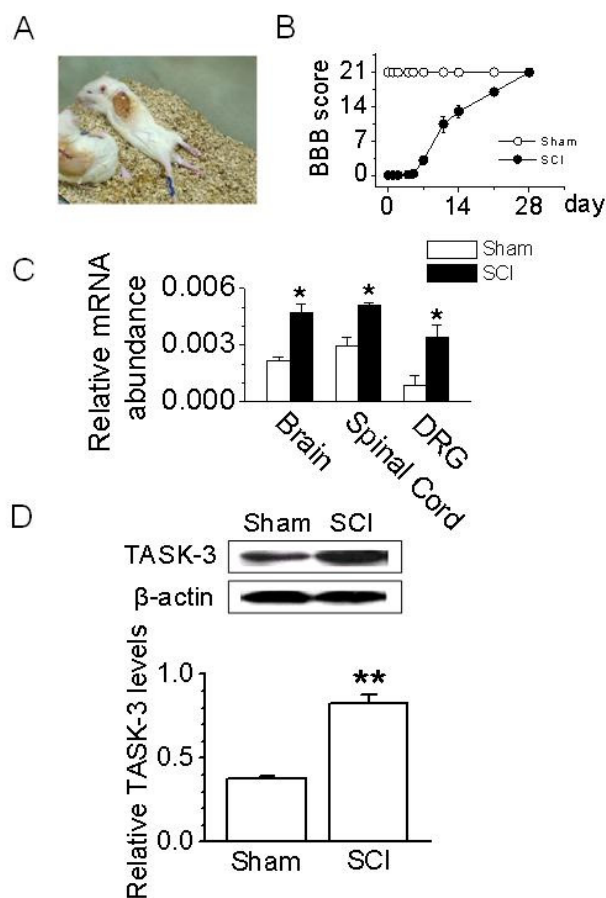 A
B
BBB score
21
14
7
0
Sham
SCI
0 14 28 day
C
Sham
SCI
Relative mRNA
abundance
0.006
0.003
0.000
* * *
Brain
Spinal Cord
DRG
D
Sham SCI
TASK-3
β-actin
Relative TASK-3 levels
1.0
0.5
0.0
**
Sham SCI